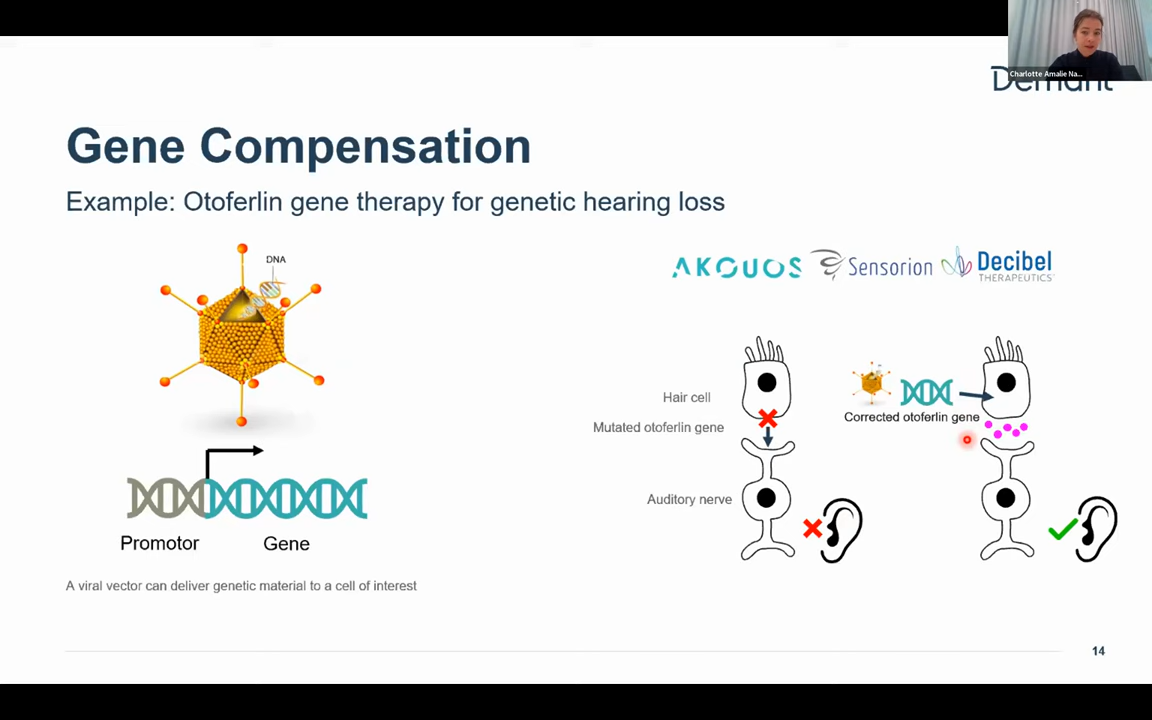 Charlotte Amalie Na...
Demant
Gene Compensation
Example: Otoferlin gene therapy for genetic hearing loss
DNA
AKOUOS
Sensorion
Decibel
THERAPEUTICS
Hair cell
Mutated otoferlin gene
Corrected otoferlin gene
Auditory nerve
Promotor
Gene
A viral vector can deliver genetic material to a cell of interest
14